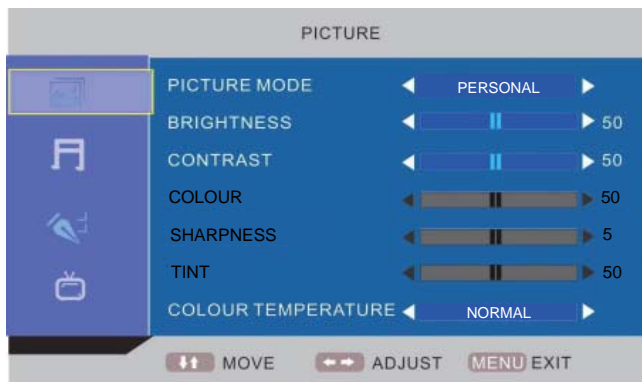 PICTURE
PICTURE MODE PERSONAL
BRIGHTNESS 50
CONTRAST 50
COLOUR 50
SHARPNESS 5
TINT 50
COLOUR TEMPERATURE NORMAL
MOVE ADJUST MENU EXIT